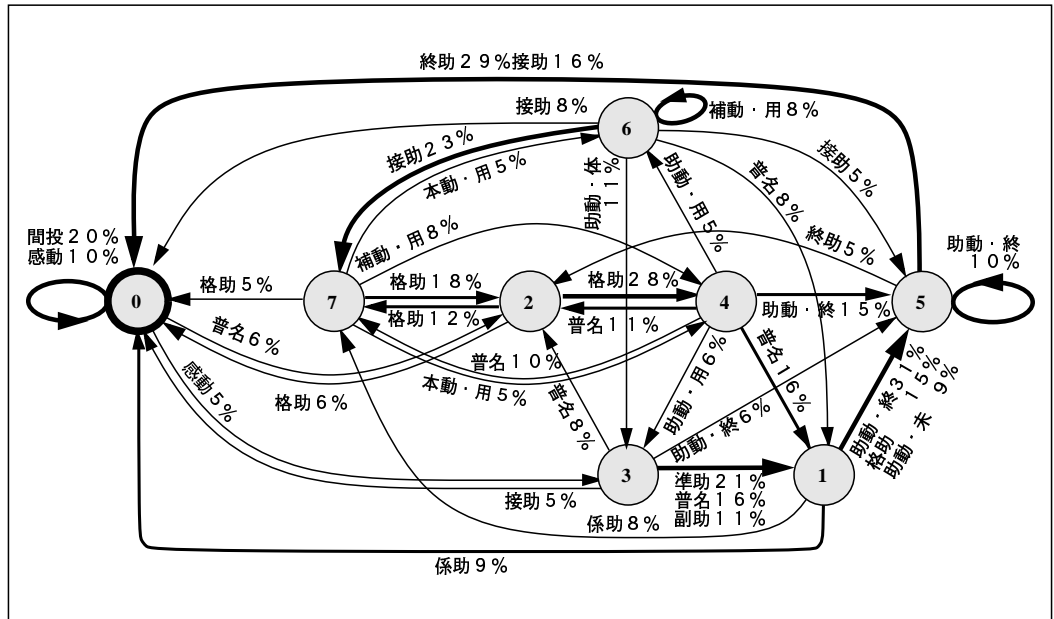 終助２９％接助１６％
接助８％
6
補動・用８％
接助２３％
本動・用５％
助動・体
１１％
助動・用５％
普名８％
接助５％
間投２０％
感動１０％
補動・用８％
終助５％
助動・終
１０％
0
格助５％
7
格助１８％
格助１２％
2
格助２８％
普名１１％
4
助動・終１５％
5
普名６％
格助６％
感動５％
普名１０％
本動・用５％
普名８％
助動・用６％
普名１６％
助動・終６％
助動・終３１％
格助　１５％
助動・未　９％
3
接助５％
準助２１％
普名１６％
副助１１％
1
係助８％
係助９％